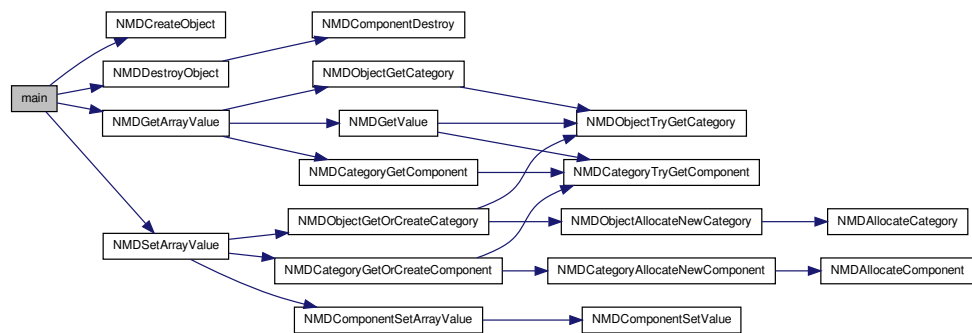 NMDCreateObject
NMDComponentDestroy
NMDDestroyObject
NMDObjectGetCategory
main
NMDGetArrayValue
NMDGetValue
NMDObjectTryGetCategory
NMDCategoryGetComponent
NMDCategoryTryGetComponent
NMDObjectGetOrCreateCategory
NMDObjectAllocateNewCategory
NMDAllocateCategory
NMDSetArrayValue
NMDCategoryGetOrCreateComponent
NMDCategoryAllocateNewComponent
NMDAllocateComponent
NMDComponentSetArrayValue
NMDComponentSetValue